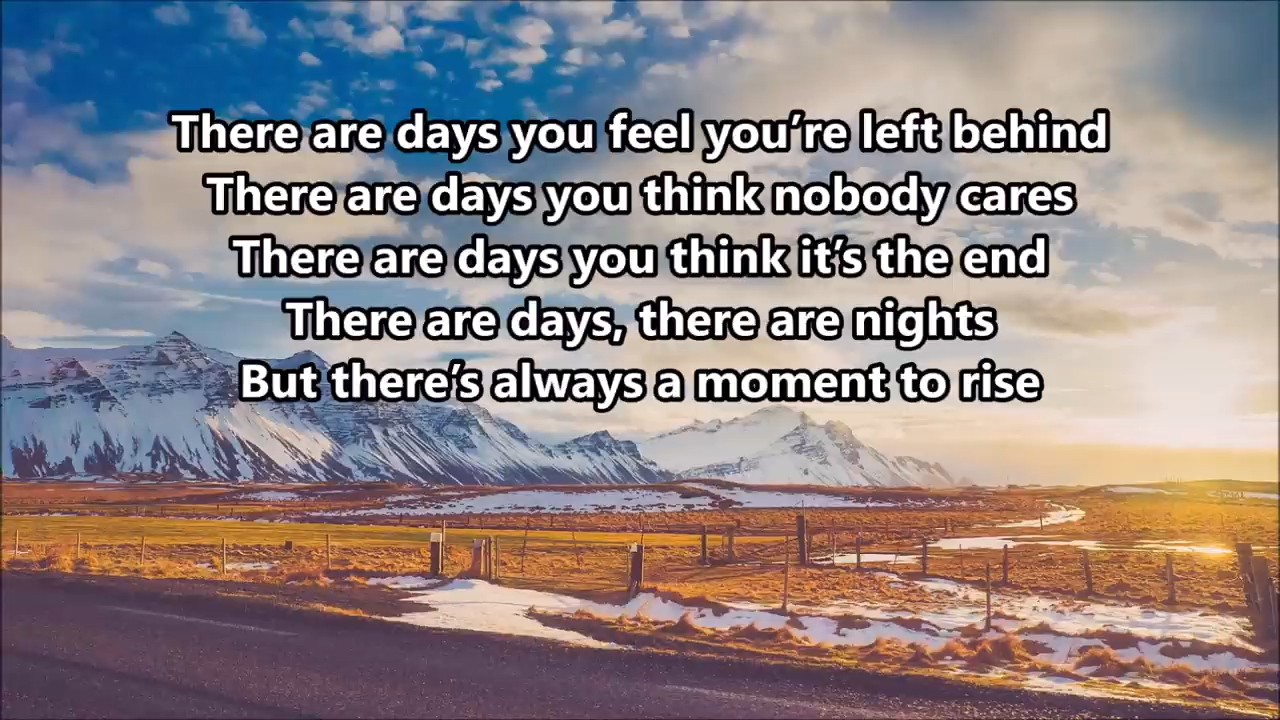 There are days you feel you’re left behind
There are days you think nobody cares
There are days you think it’s the end
There are days, there are nights
But there’s always a moment to rise